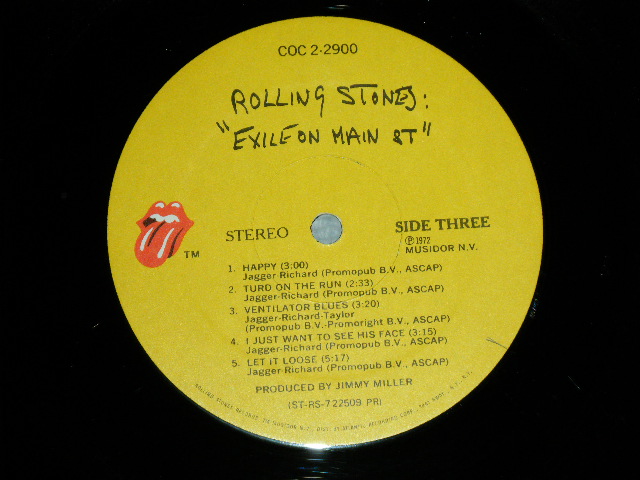 COC 2-2900
ROLLING STONES:
"EXILE ON MAIN ST"
TM
STEREO
SIDE THREE
℗1972
MUSIDOR N.V.
1. HAPPY (3:00)
Jagger-Richard (Promopub B.V., ASCAP)
2. TURD ON THE RUN (2:33)
Jagger-Richard (Promopub B.V., ASCAP)
3. VENTILATOR BLUES (3:20)
Jagger-Richard-Taylor
(Promopub B.V.-Promoright B.V., ASCAP)
4. I JUST WANT TO SEE HIS FACE (3:15)
Jagger-Richard (Promopub B.V., ASCAP)
5. LET IT LOOSE (5:17)
Jagger-Richard (Promopub B.V., ASCAP)
PRODUCED BY JIMMY MILLER
(ST-RS-722509 PR)
ROLLING STONES RECORDS,